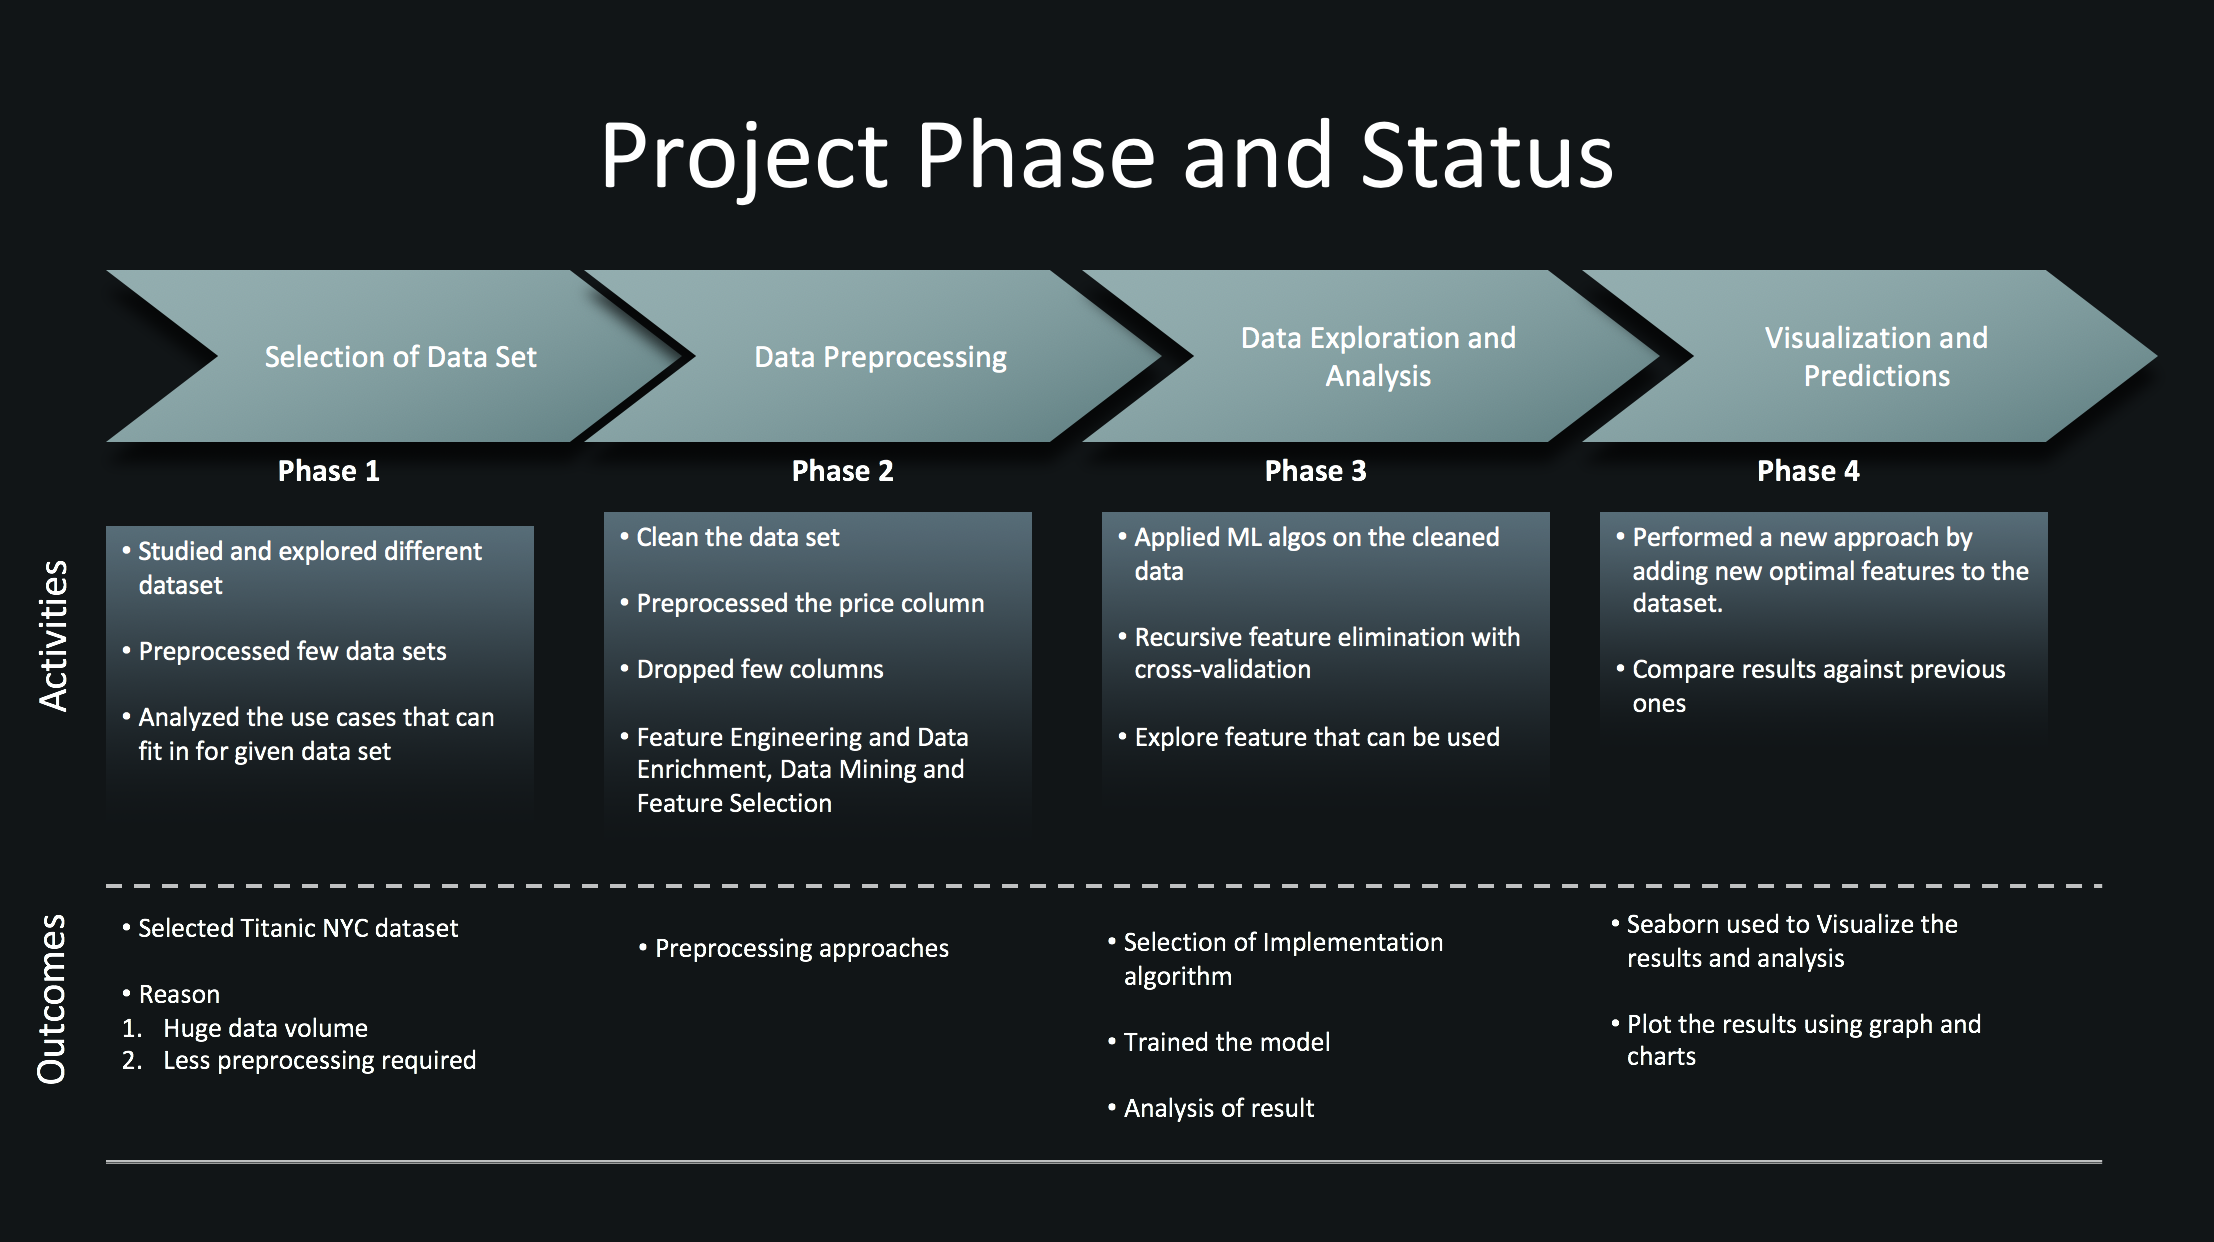 Project Phase and Status
Selection of Data Set
Data Preprocessing
Data Exploration and
Analysis
Visualization and
Predictions
Phase 1
Phase 2
Phase 3
Phase 4
Activities
• Studied and explored different
dataset
• Preprocessed few data sets
• Analyzed the use cases that can
fit in for given data set
• Clean the data set
• Preprocessed the price column
• Dropped few columns
• Feature Engineering and Data
Enrichment, Data Mining and
Feature Selection
• Applied ML algos on the cleaned
data
• Recursive feature elimination with
cross-validation
• Explore feature that can be used
• Performed a new approach by
adding new optimal features to the
dataset.
• Compare results against previous
ones
Outcomes
• Selected Titanic NYC dataset
• Reason
1. Huge data volume
2. Less preprocessing required
• Preprocessing approaches
• Selection of Implementation
algorithm
• Trained the model
• Analysis of result
• Seaborn used to Visualize the
results and analysis
• Plot the results using graph and
charts